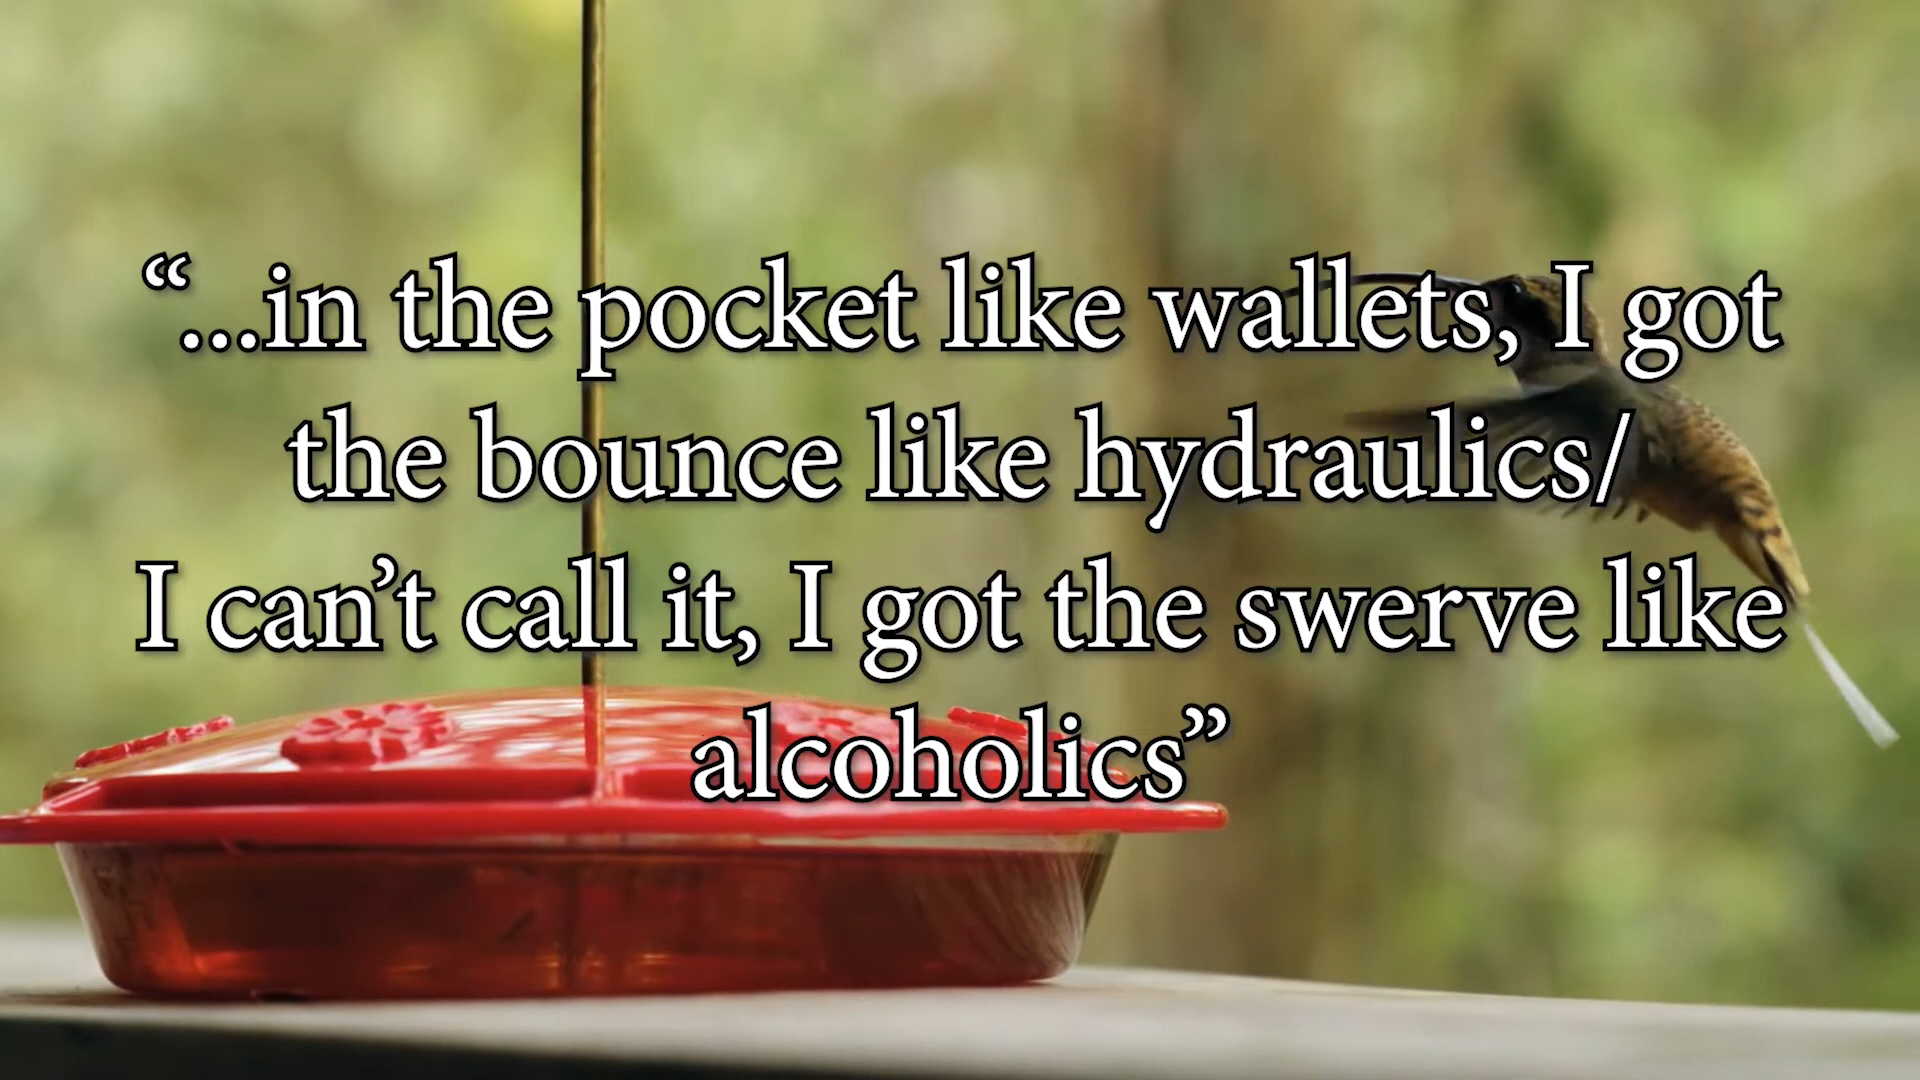 “...in the pocket like wallets, I got
the bounce like hydraulics/
I can’t call it, I got the swerve like
alcoholics”